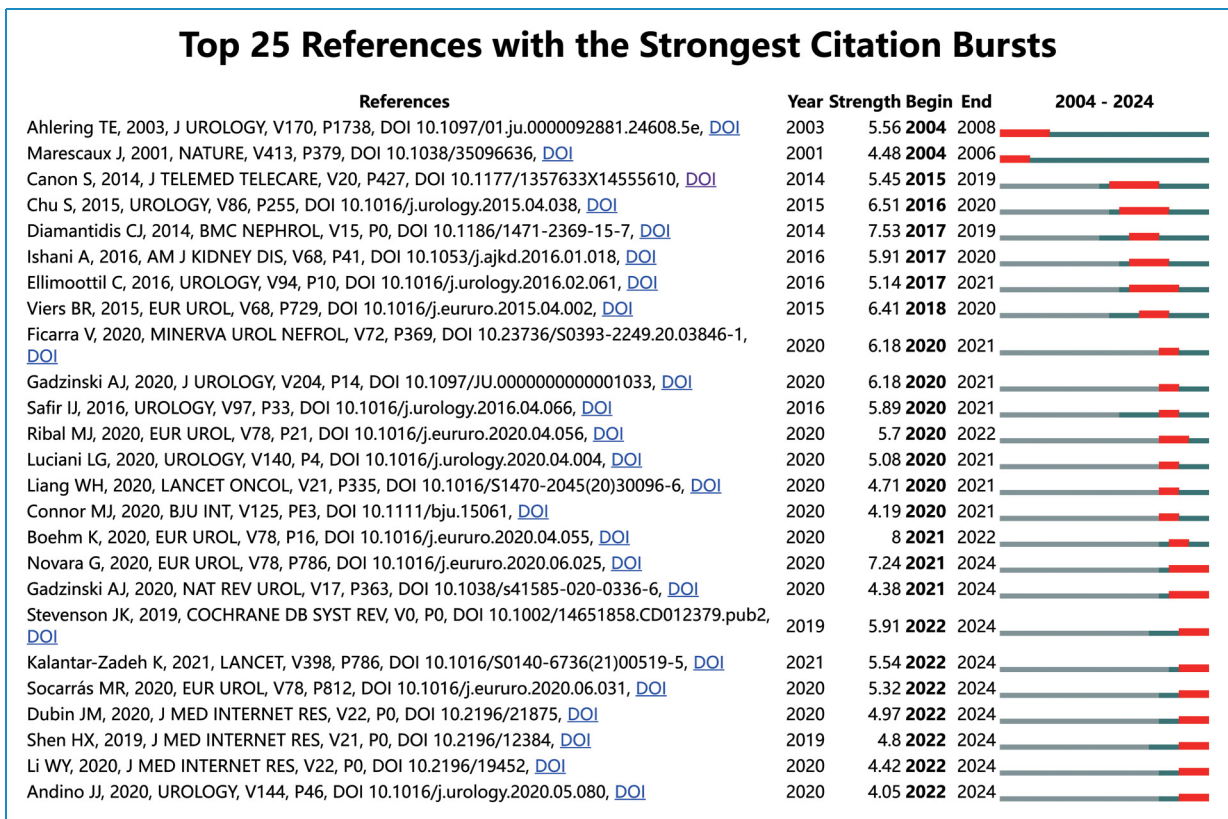 Top 25 References with the Strongest Citation Bursts
References Year Strength Begin End 2004 - 2024
Ahlering TE, 2003, J UROLOGY, V170, P1738, DOI 10.1097/01.ju.0000092881.24608.5e, DOI 2003 5.56 2004 2008
Marescaux J, 2001, NATURE, V413, P379, DOI 10.1038/35096636, DOI 2001 4.48 2004 2006
Canon S, 2014, J TELEMED TELECARE, V20, P427, DOI 10.1177/1357633X14555610, DOI 2014 5.45 2015 2019
Chu S, 2015, UROLOGY, V86, P255, DOI 10.1016/j.urology.2015.04.038, DOI 2015 6.51 2016 2020
Diamantidis CJ, 2014, BMC NEPHROL, V15, P0, DOI 10.1186/1471-2369-15-7, DOI 2014 7.53 2017 2019
Ishani A, 2016, AM J KIDNEY DIS, V68, P41, DOI 10.1053/j.ajkd.2016.01.018, DOI 2016 5.91 2017 2020
Ellimoottil C, 2016, UROLOGY, V94, P10, DOI 10.1016/j.urology.2016.02.061, DOI 2016 5.14 2017 2021
Viers BR, 2015, EUR UROL, V68, P729, DOI 10.1016/j.eururo.2015.04.002, DOI 2015 6.41 2018 2020
Ficarra V, 2020, MINERVA UROL NEFROL, V72, P369, DOI 10.23736/S0393-2249.20.03846-1,
DOI 2020 6.18 2020 2021
Gadzinski AJ, 2020, J UROLOGY, V204, P14, DOI 10.1097/JU.0000000000001033, DOI 2020 6.18 2020 2021
Safir IJ, 2016, UROLOGY, V97, P33, DOI 10.1016/j.urology.2016.04.066, DOI 2016 5.89 2020 2021
Ribal MJ, 2020, EUR UROL, V78, P21, DOI 10.1016/j.eururo.2020.04.056, DOI 2020 5.7 2020 2022
Luciani LG, 2020, UROLOGY, V140, P4, DOI 10.1016/j.urology.2020.04.004, DOI 2020 5.08 2020 2021
Liang WH, 2020, LANCET ONCOL, V21, P335, DOI 10.1016/S1470-2045(20)30096-6, DOI 2020 4.71 2020 2021
Connor MJ, 2020, BJU INT, V125, PE3, DOI 10.1111/bju.15061, DOI 2020 4.19 2020 2021
Boehm K, 2020, EUR UROL, V78, P16, DOI 10.1016/j.eururo.2020.04.055, DOI 2020 8 2021 2022
Novara G, 2020, EUR UROL, V78, P786, DOI 10.1016/j.eururo.2020.06.025, DOI 2020 7.24 2021 2024
Gadzinski AJ, 2020, NAT REV UROL, V17, P363, DOI 10.1038/s41585-020-0336-6, DOI 2020 4.38 2021 2024
Stevenson JK, 2019, COCHRANE DB SYST REV, V0, P0, DOI 10.1002/14651858.CD012379.pub2,
DOI 2019 5.91 2022 2024
Kalantar-Zadeh K, 2021, LANCET, V398, P786, DOI 10.1016/S0140-6736(21)00519-5, DOI 2021 5.54 2022 2024
Socarrás MR, 2020, EUR UROL, V78, P812, DOI 10.1016/j.eururo.2020.06.031, DOI 2020 5.32 2022 2024
Dubin JM, 2020, J MED INTERNET RES, V22, P0, DOI 10.2196/21875, DOI 2020 4.97 2022 2024
Shen HX, 2019, J MED INTERNET RES, V21, P0, DOI 10.2196/12384, DOI 2019 4.8 2022 2024
Li WY, 2020, J MED INTERNET RES, V22, P0, DOI 10.2196/19452, DOI 2020 4.42 2022 2024
Andino JJ, 2020, UROLOGY, V144, P46, DOI 10.1016/j.urology.2020.05.080, DOI 2020 4.05 2022 2024